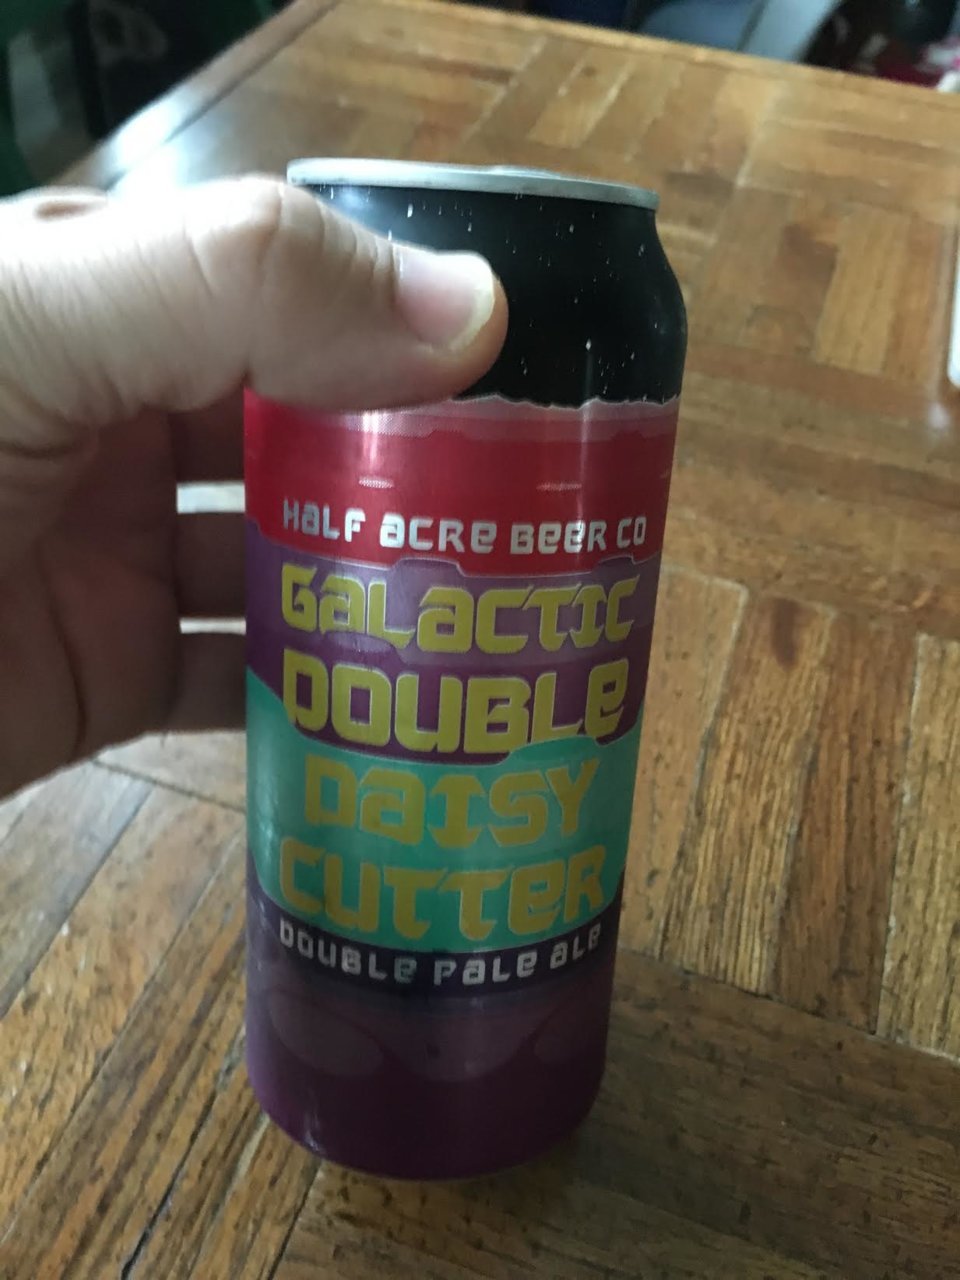 HALF ACRE BEER CO
GALACTIC
DOUBLE
DAISY
CUTTER
DOUBLE PALE ALE